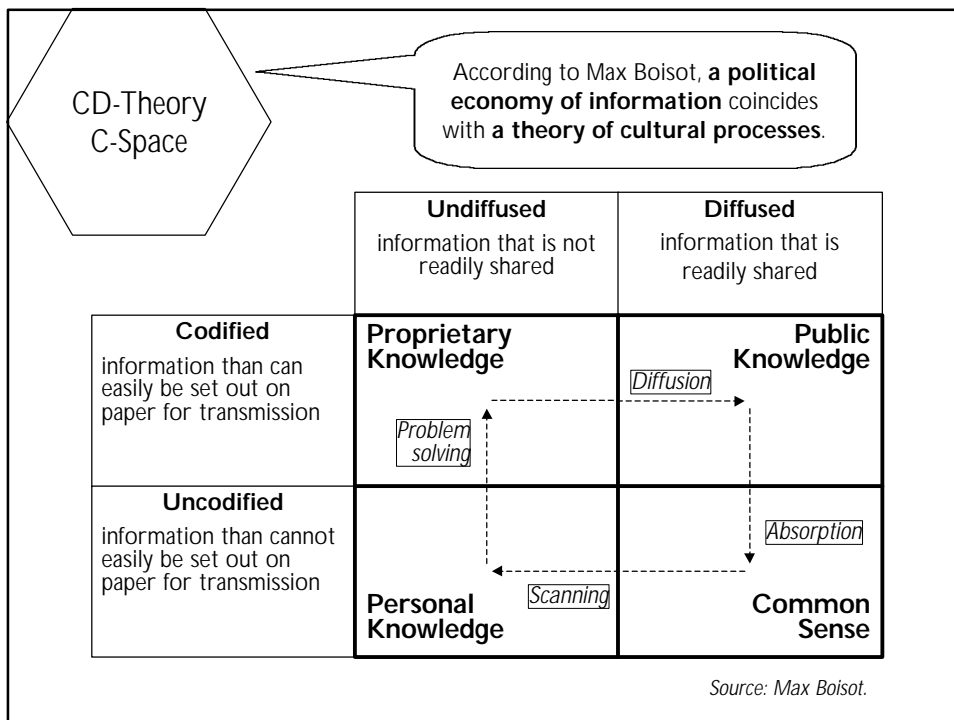 CD-Theory
C-Space
According to Max Boisot, a political
economy of information coincides
with a theory of cultural processes.
Undiffused
information that is not
readily shared
Diffused
information that is
readily shared
Codified
information than can
easily be set out on
paper for transmission
Proprietary
Knowledge
Public
Knowledge
Diffusion
Problem
solving
Uncodified
information than cannot
easily be set out on
paper for transmission
Absorption
Scanning
Personal
Knowledge
Common
Sense
Source: Max Boisot.